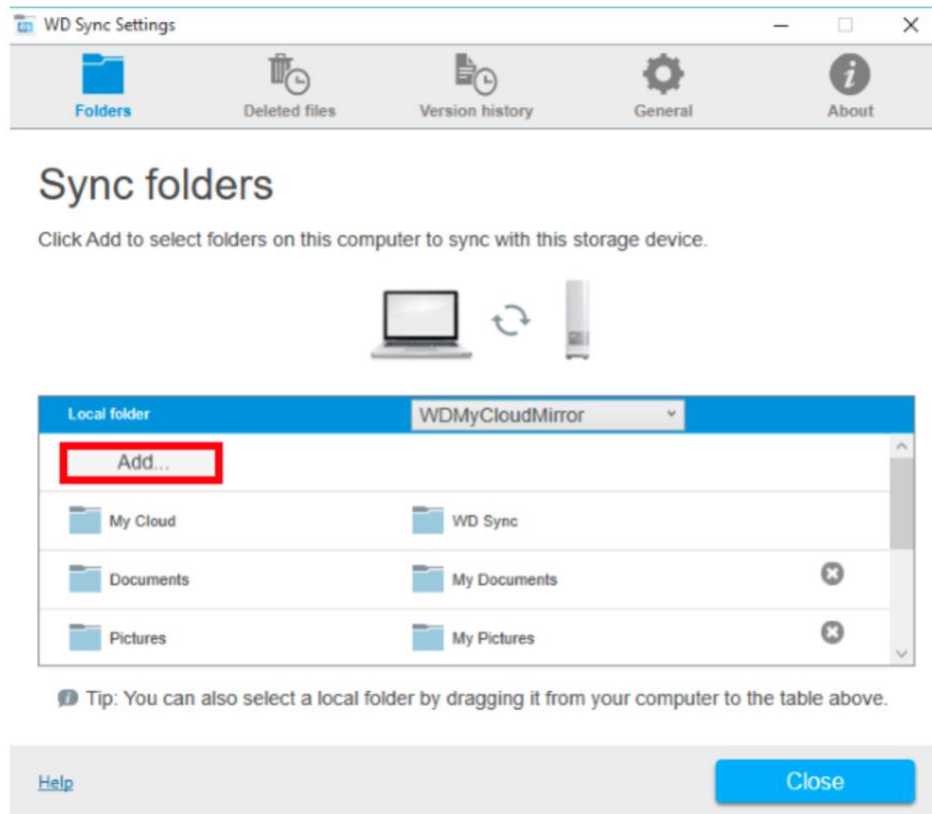 WD Sync Settings
Folders Deleted files Version history General About
Sync folders
Click Add to select folders on this computer to sync with this storage device.
Local folder WDMyCloudMirror
Add...
My Cloud WD Sync
Documents My Documents
Pictures My Pictures
Tip: You can also select a local folder by dragging it from your computer to the table above.
Help Close